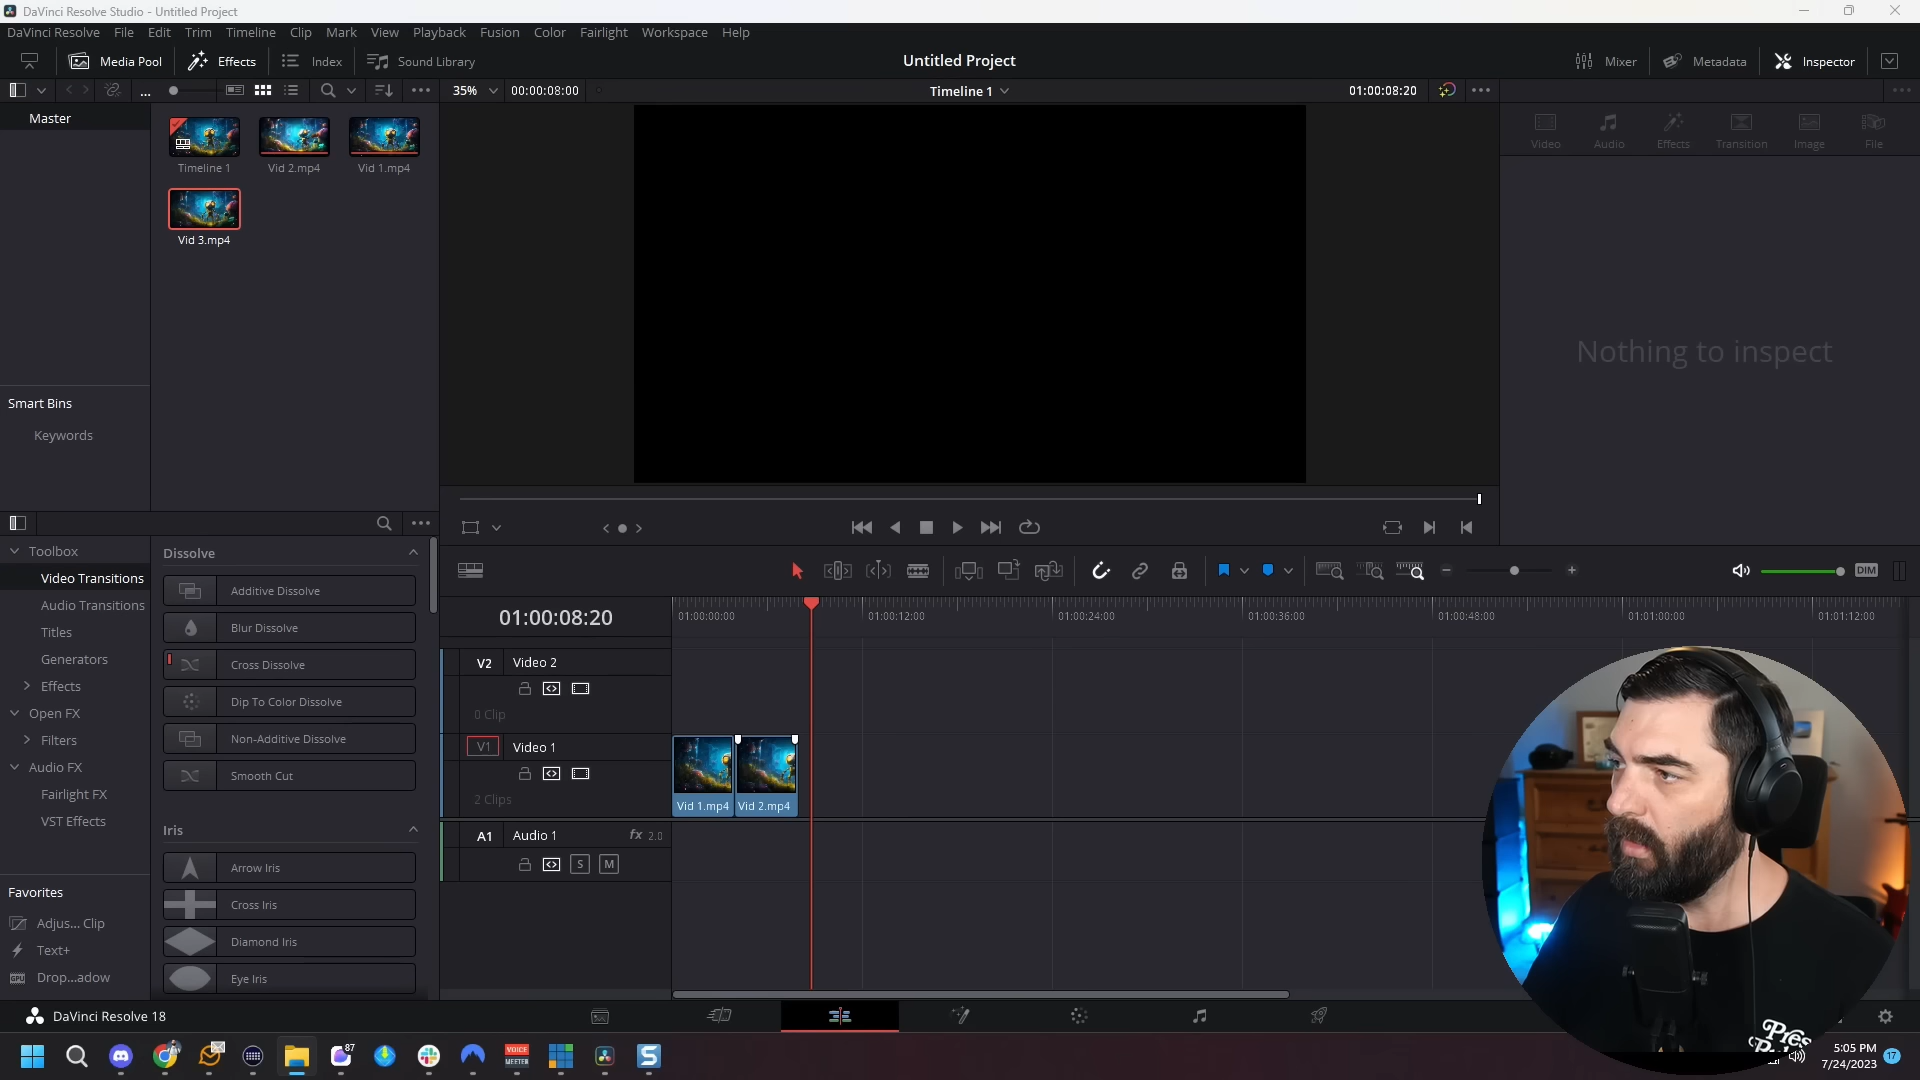 DaVinci Resolve Studio - Untitled Project
DaVinci Resolve File Edit Trim Timeline Clip Mark View Playback Fusion Color Fairlight Workspace Help
Media Pool Effects Index Sound Library
Untitled Project
Mixer Metadata Inspector
... 35% 00:00:08:00 Timeline 1 01:00:08:20
Master
Timeline 1 Vid 2.mp4 Vid 1.mp4
Vid 3.mp4
Video Audio Effects Transition Image File
Nothing to inspect
Smart Bins
Keywords
Toolbox
Video Transitions
Audio Transitions
Titles
Generators
Effects
Open FX
Filters
Audio FX
Fairlight FX
VST Effects
Favorites
Adjus... Clip
Text+
Drop...adow
Dissolve
Additive Dissolve
Blur Dissolve
Cross Dissolve
Dip To Color Dissolve
Non-Additive Dissolve
Smooth Cut
Iris
Arrow Iris
Cross Iris
Diamond Iris
Eye Iris
DIM
01:00:08:20
01:00:00:00 01:00:12:00 01:00:24:00 01:00:36:00 01:00:48:00 01:01:00:00 01:01:12:00
V2 Video 2
0 Clip
V1 Video 1
2 Clips
Vid 1.mp4 Vid 2.mp4
A1 Audio 1 fx 2.0
S M
DaVinci Resolve 18
87
VOICE
MEETER
S
5:05 PM
7/24/2023
17